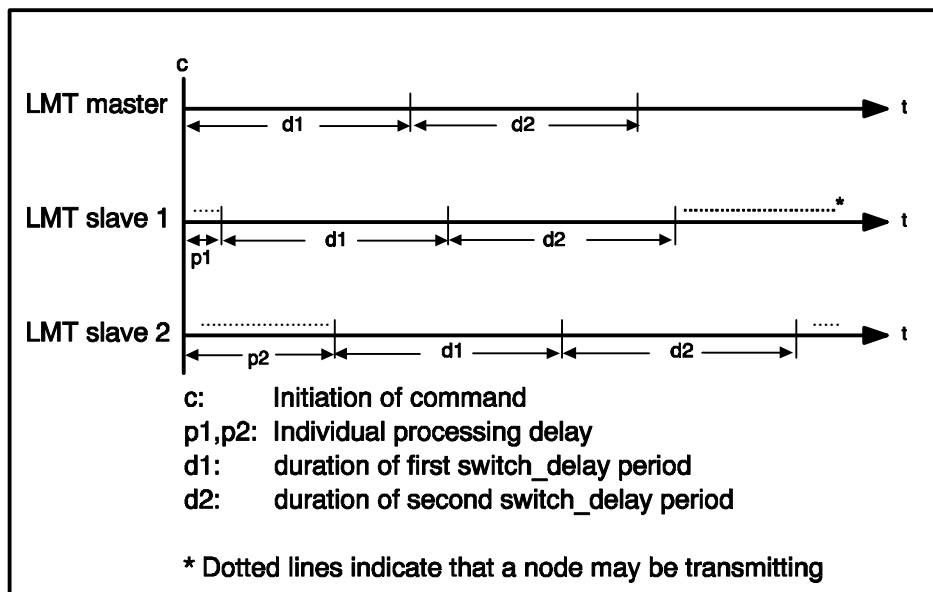 c
LMT master
t
d1
d2
LMT slave 1
*
t
p1
d1
d2
LMT slave 2
t
p2
d1
d2
c: Initiation of command
p1,p2: Individual processing delay
d1: duration of first switch_delay period
d2: duration of second switch_delay period
* Dotted lines indicate that a node may be transmitting